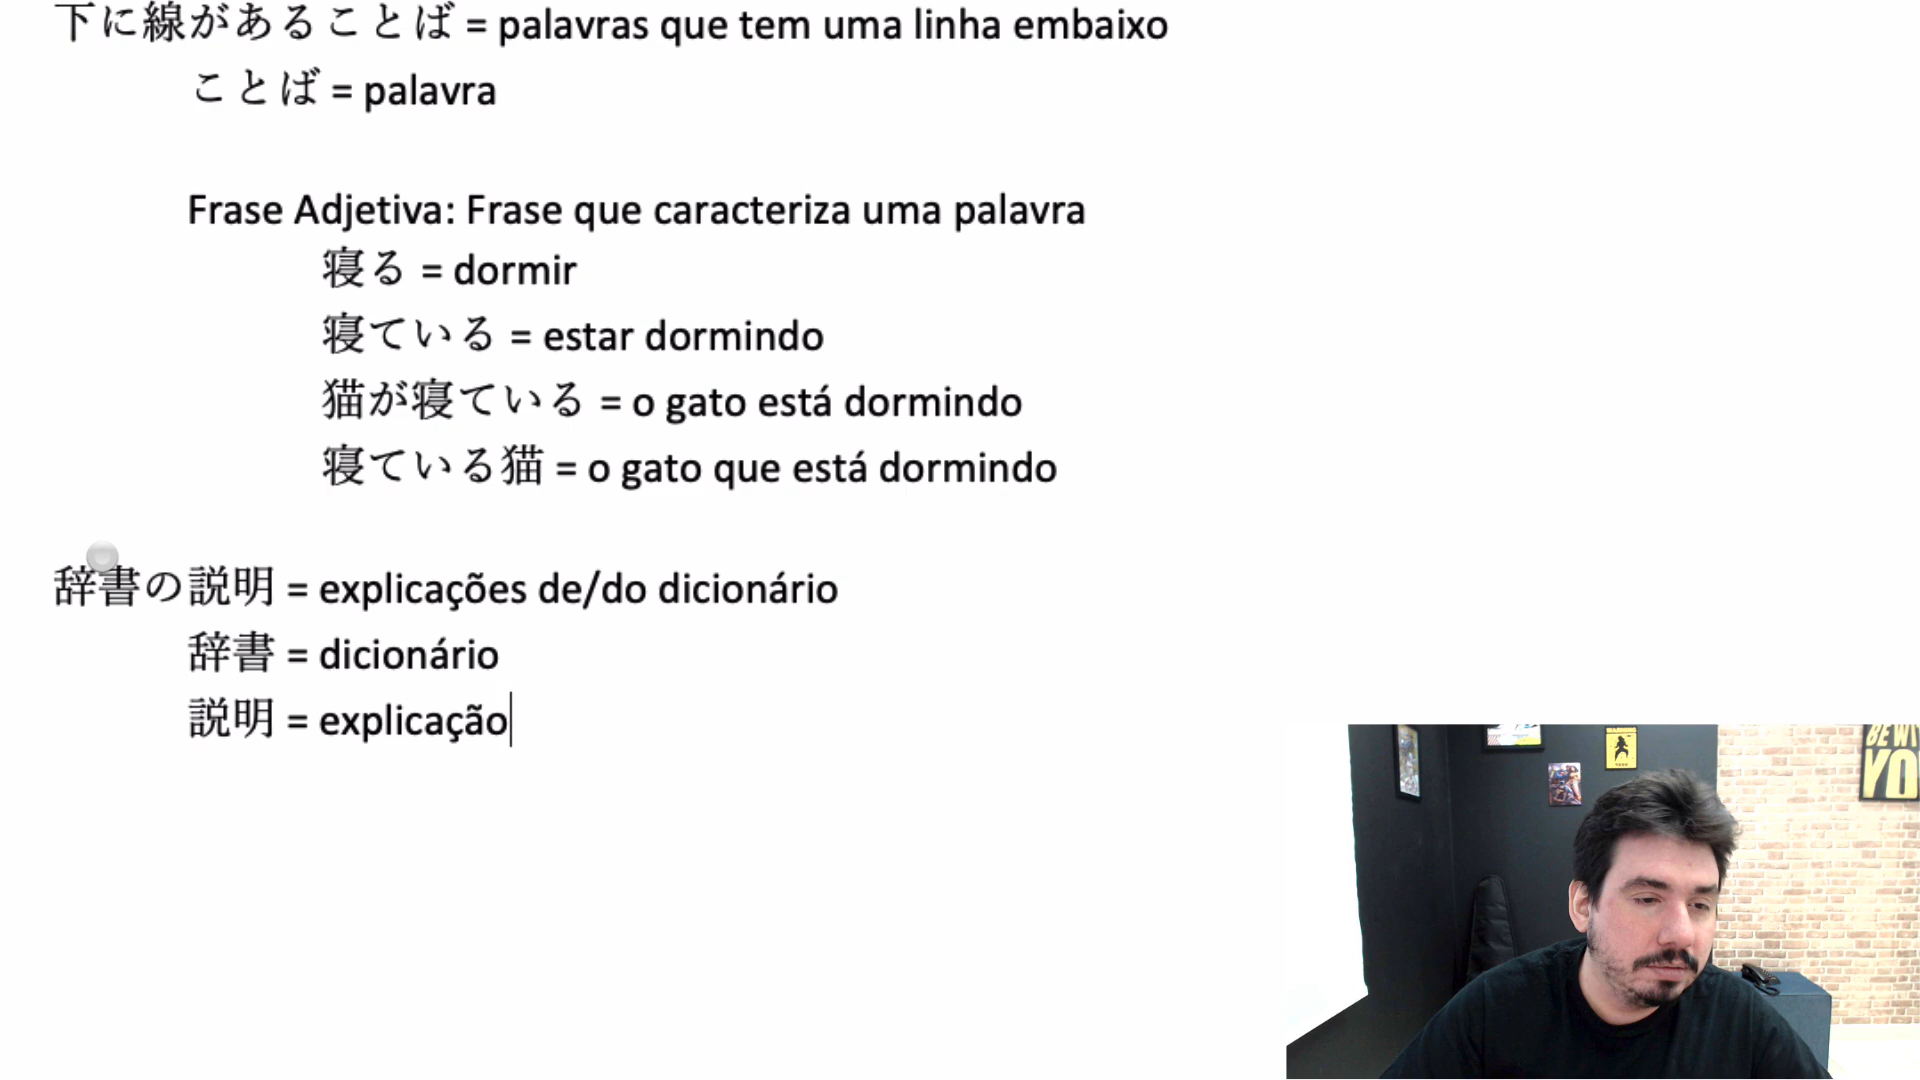 下に線があることば = palavras que tem uma linha embaixo
ことば = palavra
Frase Adjetiva: Frase que caracteriza uma palavra
寝る = dormir
寝ている = estar dormindo
猫が寝ている = o gato está dormindo
寝ている猫 = o gato que está dormindo
辞書の説明 = explicações de/do dicionário
辞書 = dicionário
説明 = explicação
BE WI
YO